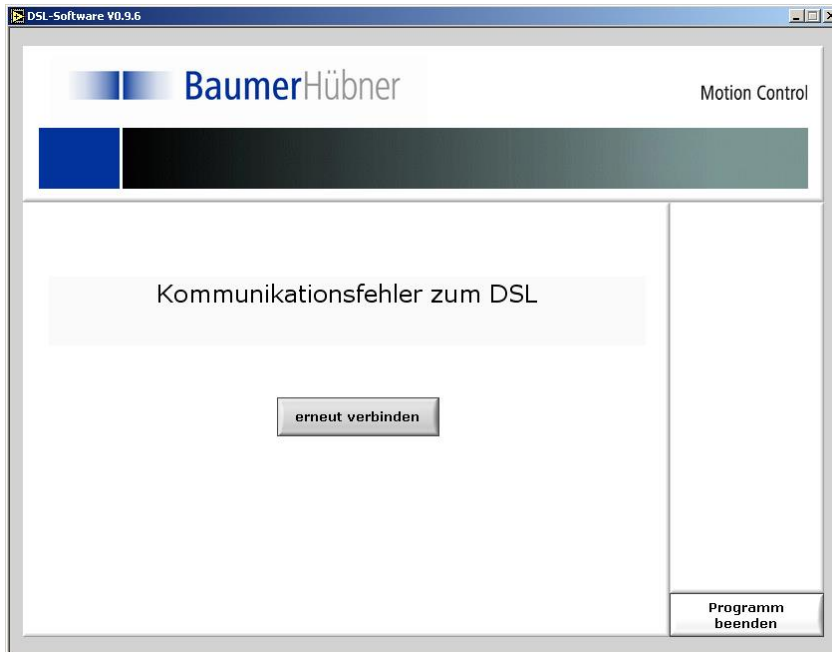 DSL-Software V0.9.6
BaumerHübner
Motion Control
Kommunikationsfehler zum DSL
erneut verbinden
Programm
beenden